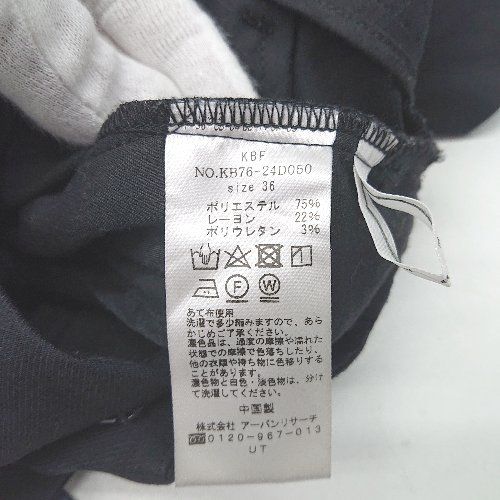 KBF
NO.KB76-24D050
size 36
ポリエステル 75%
レーヨン 22%
ポリウレタン 3%
F W
あて布使用
洗濯で多少縮みますので、あら
かじめご了承ください。
濃色品は、過度の摩擦や濡れた
状態での摩擦で色落ちしたり、
他の衣類や持ち物に色移りする
ことがあります。
濃色物と白色・淡色物は、分け
て洗濯してください。
中国製
株式会社 アーバンリサーチ
0120-967-013
UT